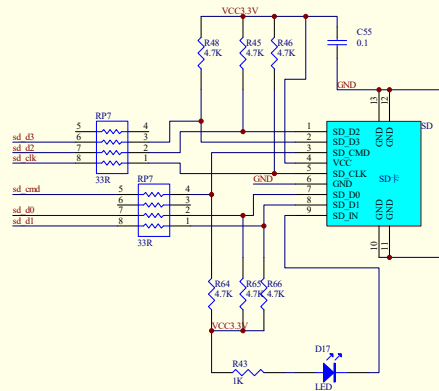 VCC3.3V
R48
4.7K
R45
4.7K
R46
4.7K
C55
0.1
GND
13
12
SD
RP7
5
4
sd_d3
6
3
sd_d2
7
2
sd_clk
8
1
33R
1
SD_D2
GND
GND
2
SD_D3
3
SD_CMD
4
VCC
5
SD_CLK
SD卡
GND
6
GND
7
SD_D0
8
SD_D1
9
SD_IN
GND
GND
10
11
RP7
sd_cmd
5
4
6
3
sd_d0
7
2
sd_d1
8
1
33R
R64
4.7K
R65
4.7K
R66
4.7K
VCC3.3V
R43
1K
D17
LED